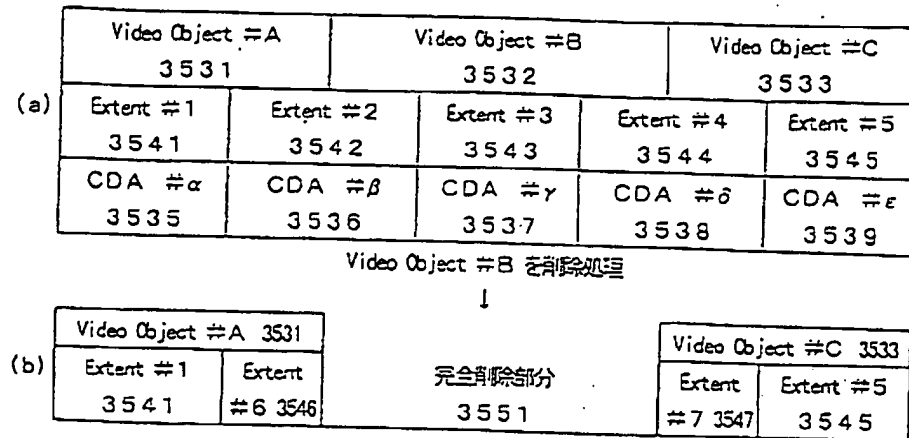 Video Object #A Video Object #B Video Object #C
3531 3532 3533
(a)
Extent #1 Extent #2 Extent #3 Extent #4 Extent #5
3541 3542 3543 3544 3545
CDA #α CDA #β CDA #γ CDA #δ CDA #ε
3535 3536 3537 3538 3539
Video Object #B を削除処理
↓
Video Object #A 3531 Video Object #C 3533
(b)
Extent #1 Extent 完全削除部分 Extent Extent #5
3541 #6 3546 3551 #7 3547 3545